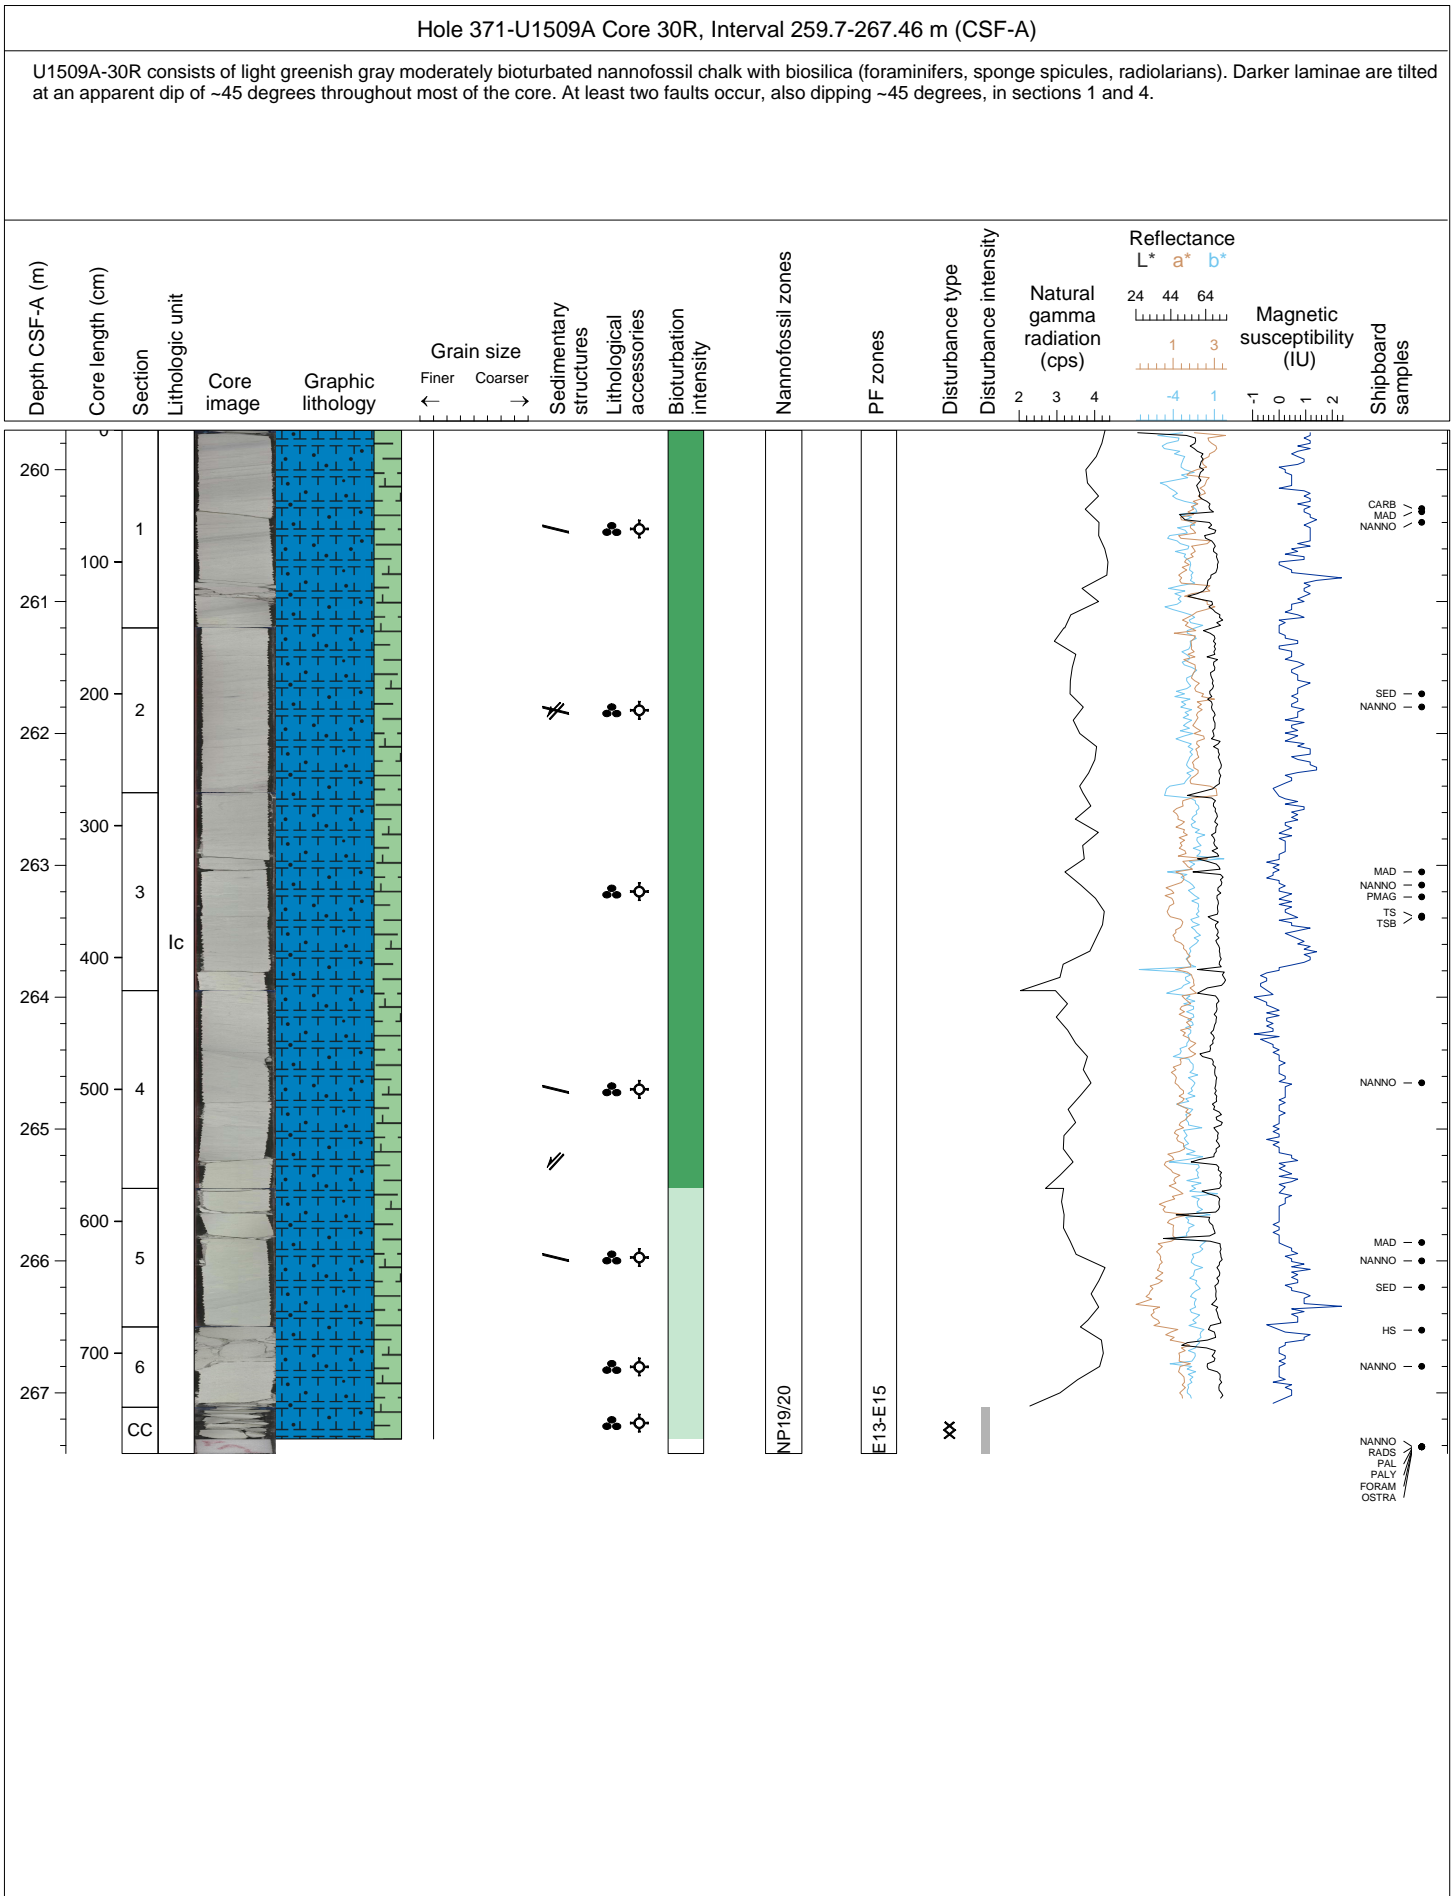 Hole 371-U1509A Core 30R, Interval 259.7-267.46 m (CSF-A)
U1509A-30R consists of light greenish gray moderately bioturbated nannofossil chalk with biosilica (foraminifers, sponge spicules, radiolarians). Darker laminae are tilted
at an apparent dip of ~45 degrees throughout most of the core. At least two faults occur, also dipping ~45 degrees, in sections 1 and 4.
Depth CSF-A (m)
Core length (cm)
Section
Lithologic unit
Core
image
Graphic
lithology
Grain size
Finer Coarser
← →
Sedimentary
structures
Lithological
accessories
Bioturbation
intensity
Nannofossil zones
PF zones
Disturbance type
Disturbance intensity
Natural
gamma
radiation
(cps)
2 3 4
Reflectance
L* a* b*
24 44 64
1 3
-4 1
Magnetic
susceptibility
(IU)
-1 0 1 2
Shipboard
samples
0
260
CARB
MAD
NANNO
1
100
261
200
SED
NANNO
2
262
300
263
MAD
NANNO
PMAG
TS
TSB
3
Ic
400
264
500
NANNO
4
265
600
MAD
5
266
NANNO
SED
HS
700
6
NANNO
267
NP19/20
E13-E15
CC
NANNO
RADS
PAL
PALY
FORAM
OSTRA